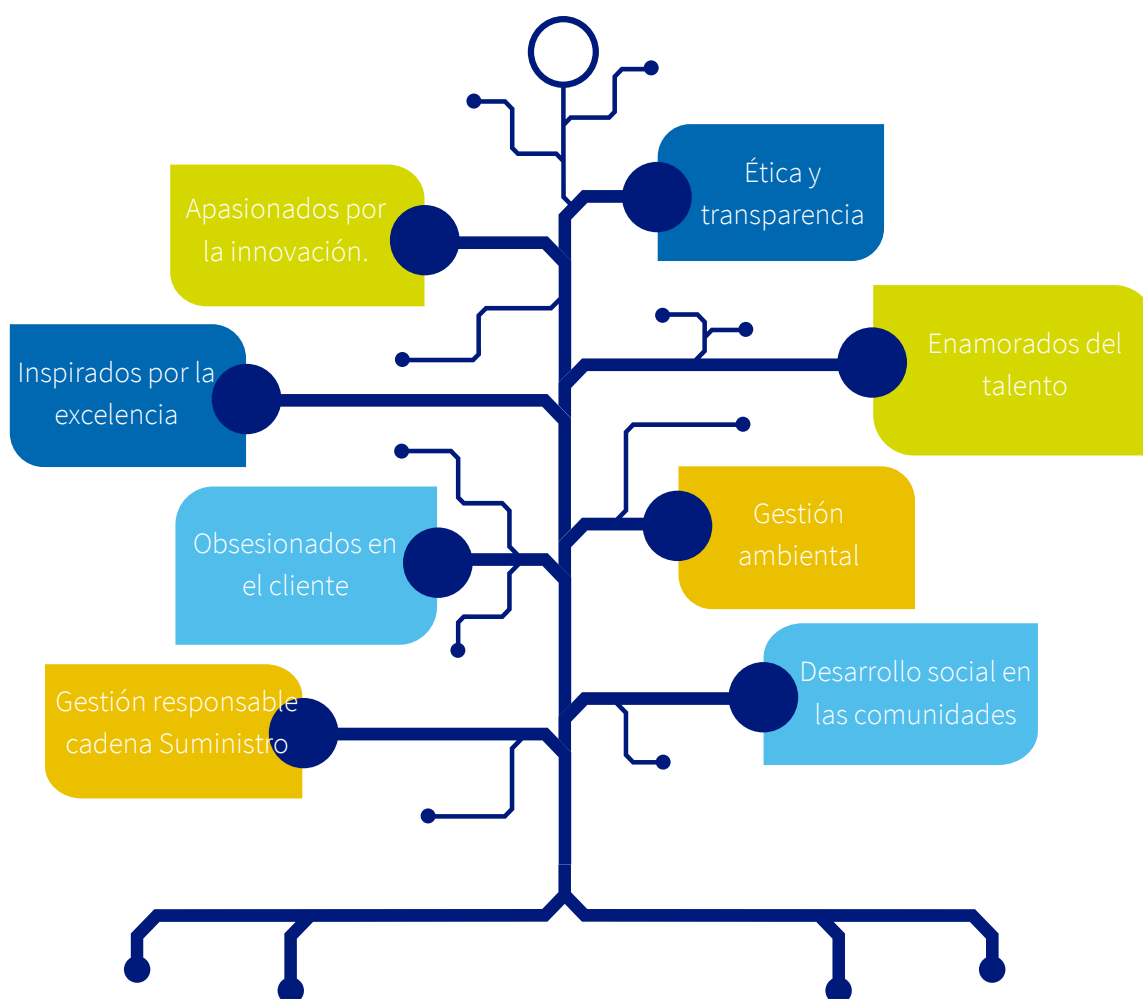 Ética y
transparencia
Apasionados por
la innovación.
Enamorados del
talento
Inspirados por la
excelencia
Gestión
ambiental
Obsesionados en
el cliente
Desarrollo social en
las comunidades
Gestión responsable
cadena Suministro